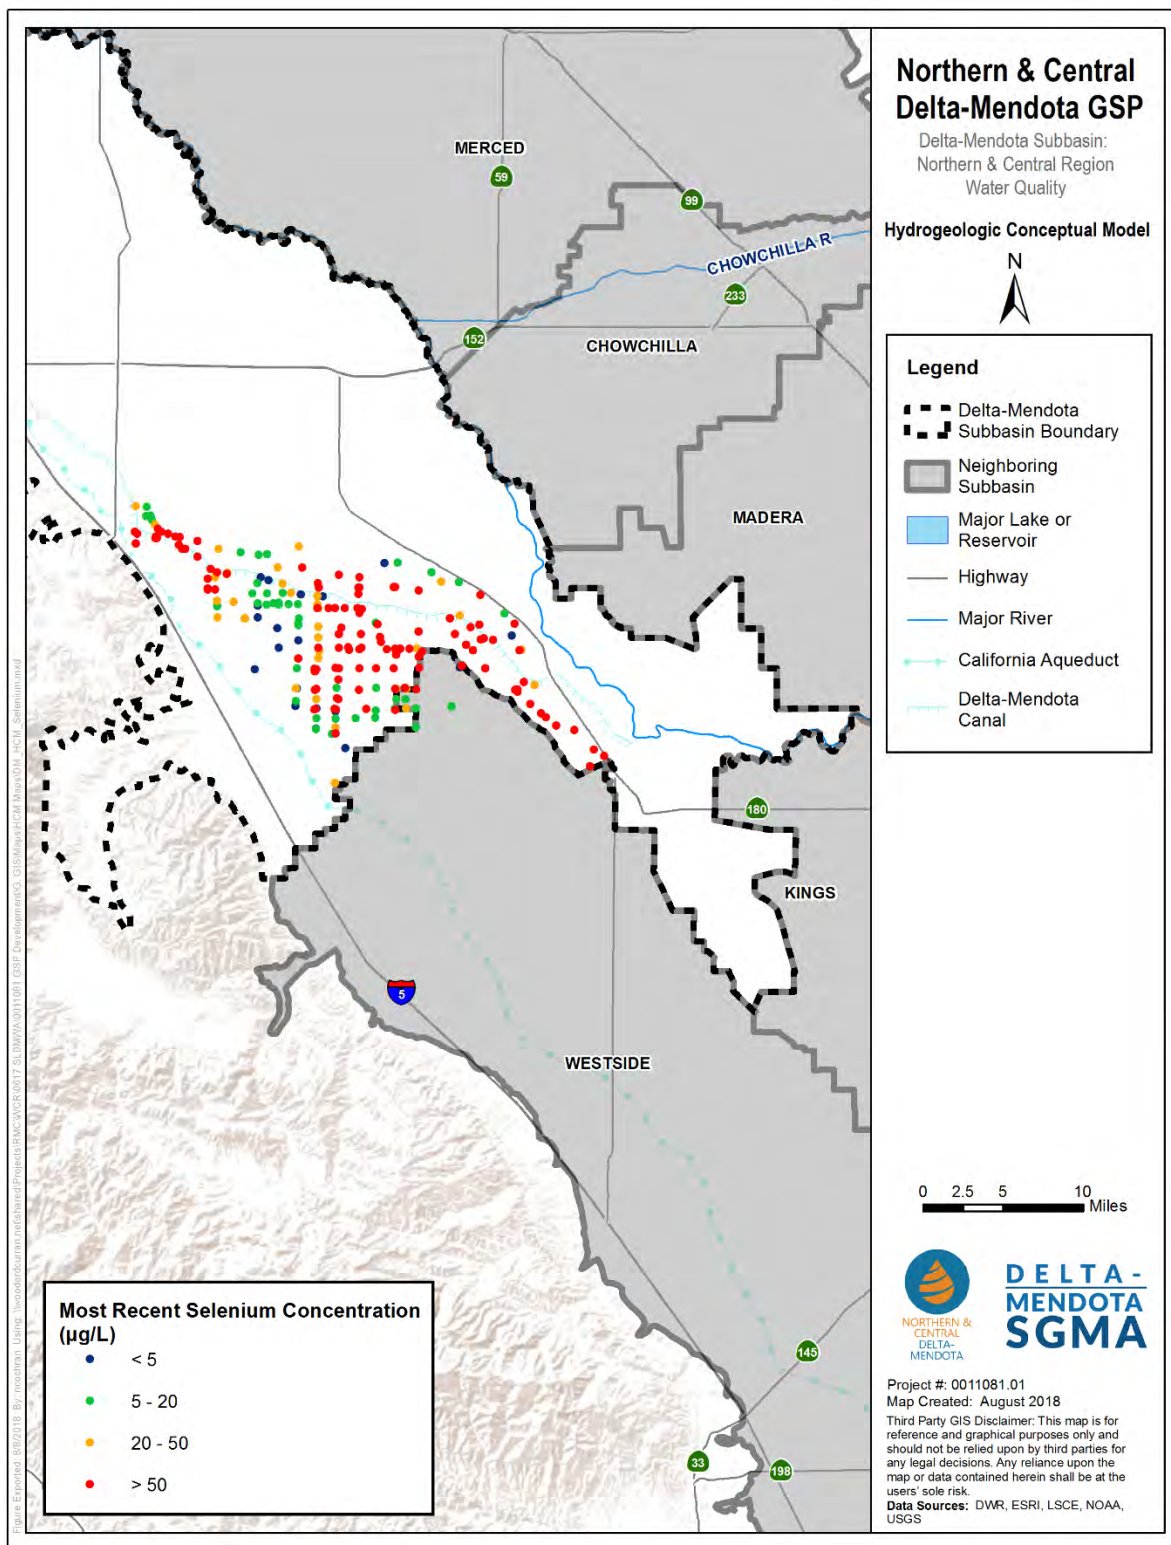 Northern & Central
Delta-Mendota GSP
Delta-Mendota Subbasin:
Northern & Central Region
Water Quality
Hydrogeologic Conceptual Model
N
Legend
Delta-Mendota
Subbasin Boundary
Neighboring
Subbasin
Major Lake or
Reservoir
Highway
Major River
California Aqueduct
Delta-Mendota
Canal
0 2.5 5 10
Miles
NORTHERN &
CENTRAL
DELTA-
MENDOTA
DELTA-
MENDOTA
SGMA
Project #: 0011081.01
Map Created: August 2018
Third Party GIS Disclaimer: This map is for
reference and graphical purposes only and
should not be relied upon by third parties for
any legal decisions. Any reliance upon the
map or data contained herein shall be at the
users' sole risk.
Data Sources: DWR, ESRI, LSCE, NOAA,
USGS
MERCED
59
99
CHOWCHILLA R
233
152
CHOWCHILLA
MADERA
180
KINGS
5
WESTSIDE
145
33
198
Most Recent Selenium Concentration
(µg/L)
< 5
5 - 20
20 - 50
> 50